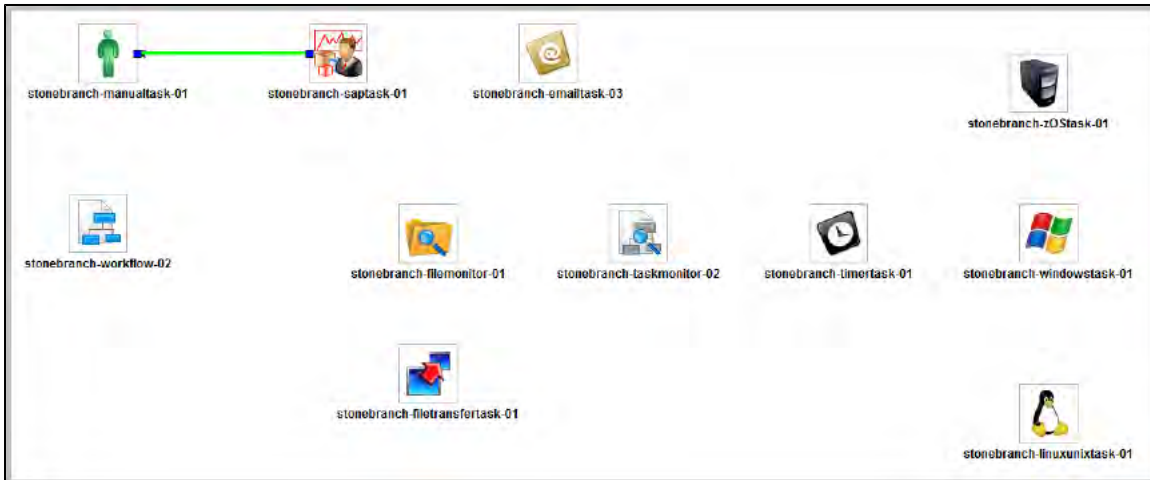 stonebranch-manualtask-01
stonebranch-saptask-01
stonebranch-emailtask-03
stonebranch-zOStask-01
stonebranch-workflow-02
stonebranch-filemonitor-01
stonebranch-taskmonitor-02
stonebranch-timertask-01
stonebranch-windowstask-01
stonebranch-filetransfertask-01
stonebranch-linuxunixtask-01